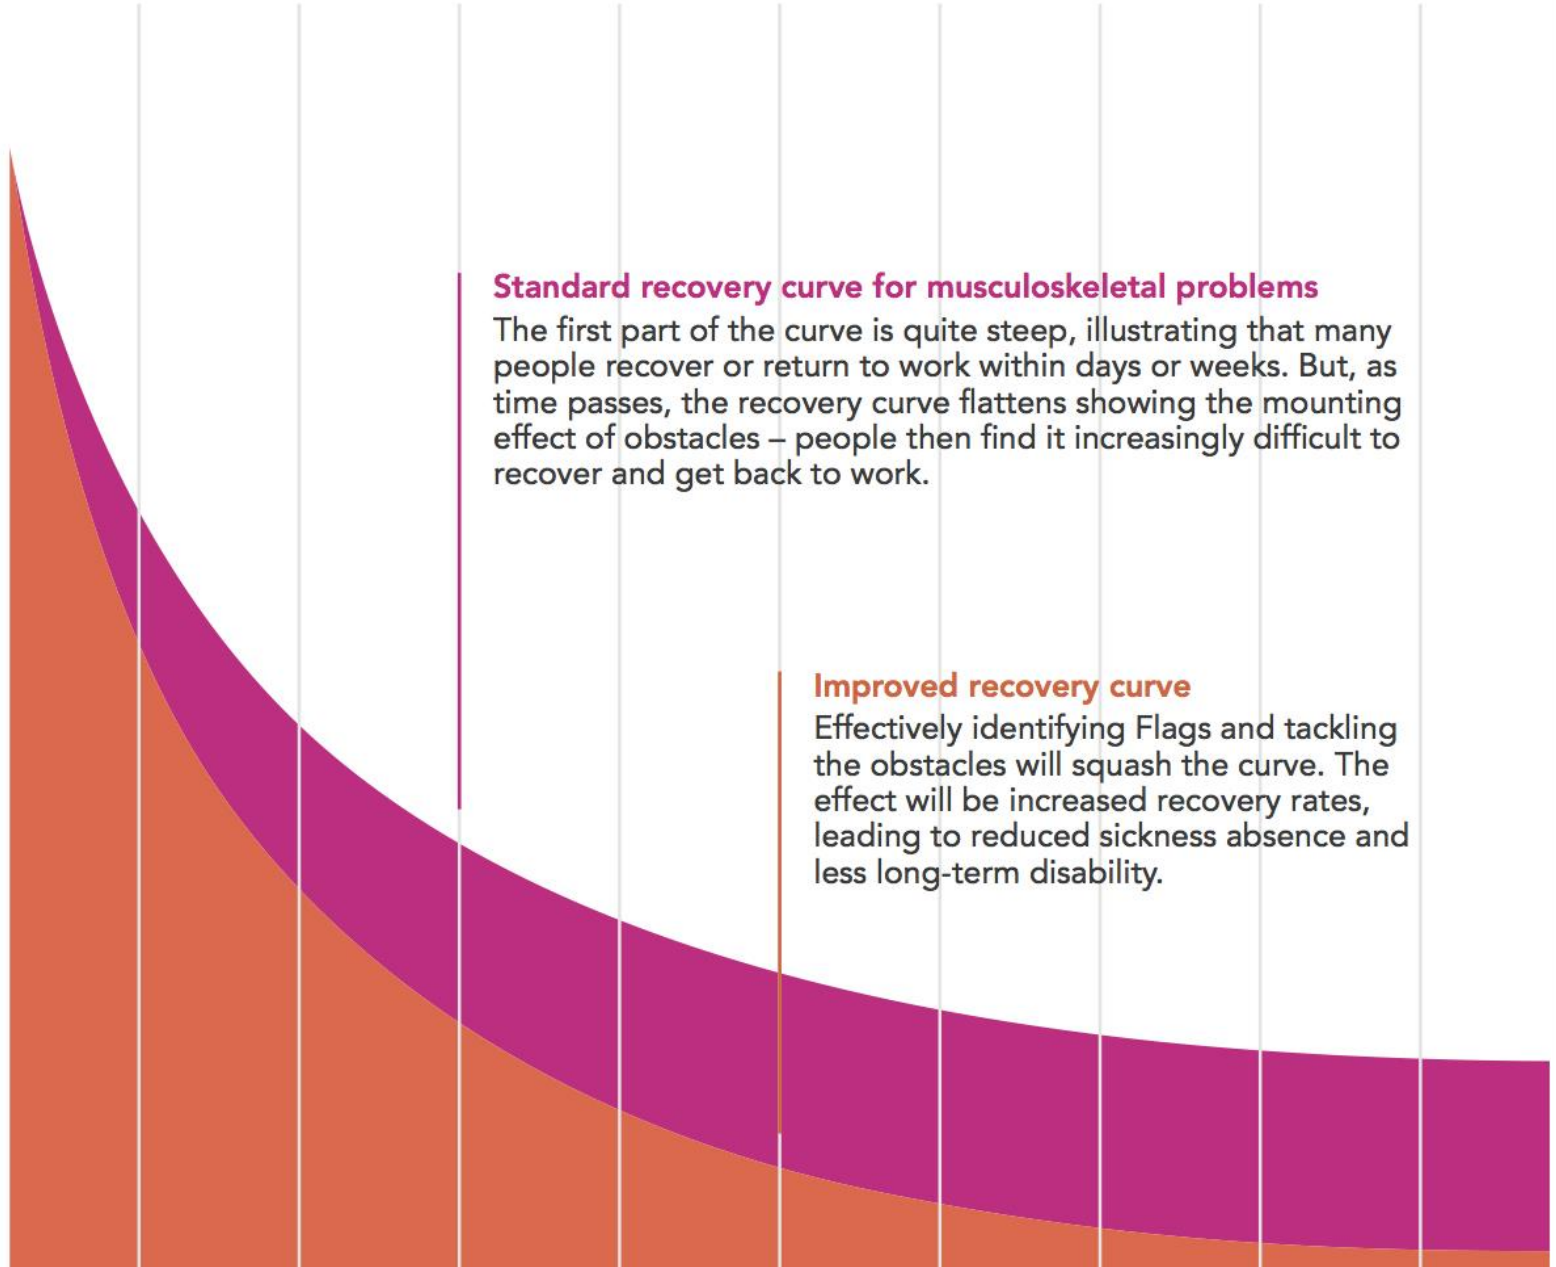 Standard recovery curve for musculoskeletal problems
The first part of the curve is quite steep, illustrating that many
people recover or return to work within days or weeks. But, as
time passes, the recovery curve flattens showing the mounting
effect of obstacles – people then find it increasingly difficult to
recover and get back to work.
Improved recovery curve
Effectively identifying Flags and tackling
the obstacles will squash the curve. The
effect will be increased recovery rates,
leading to reduced sickness absence and
less long-term disability.